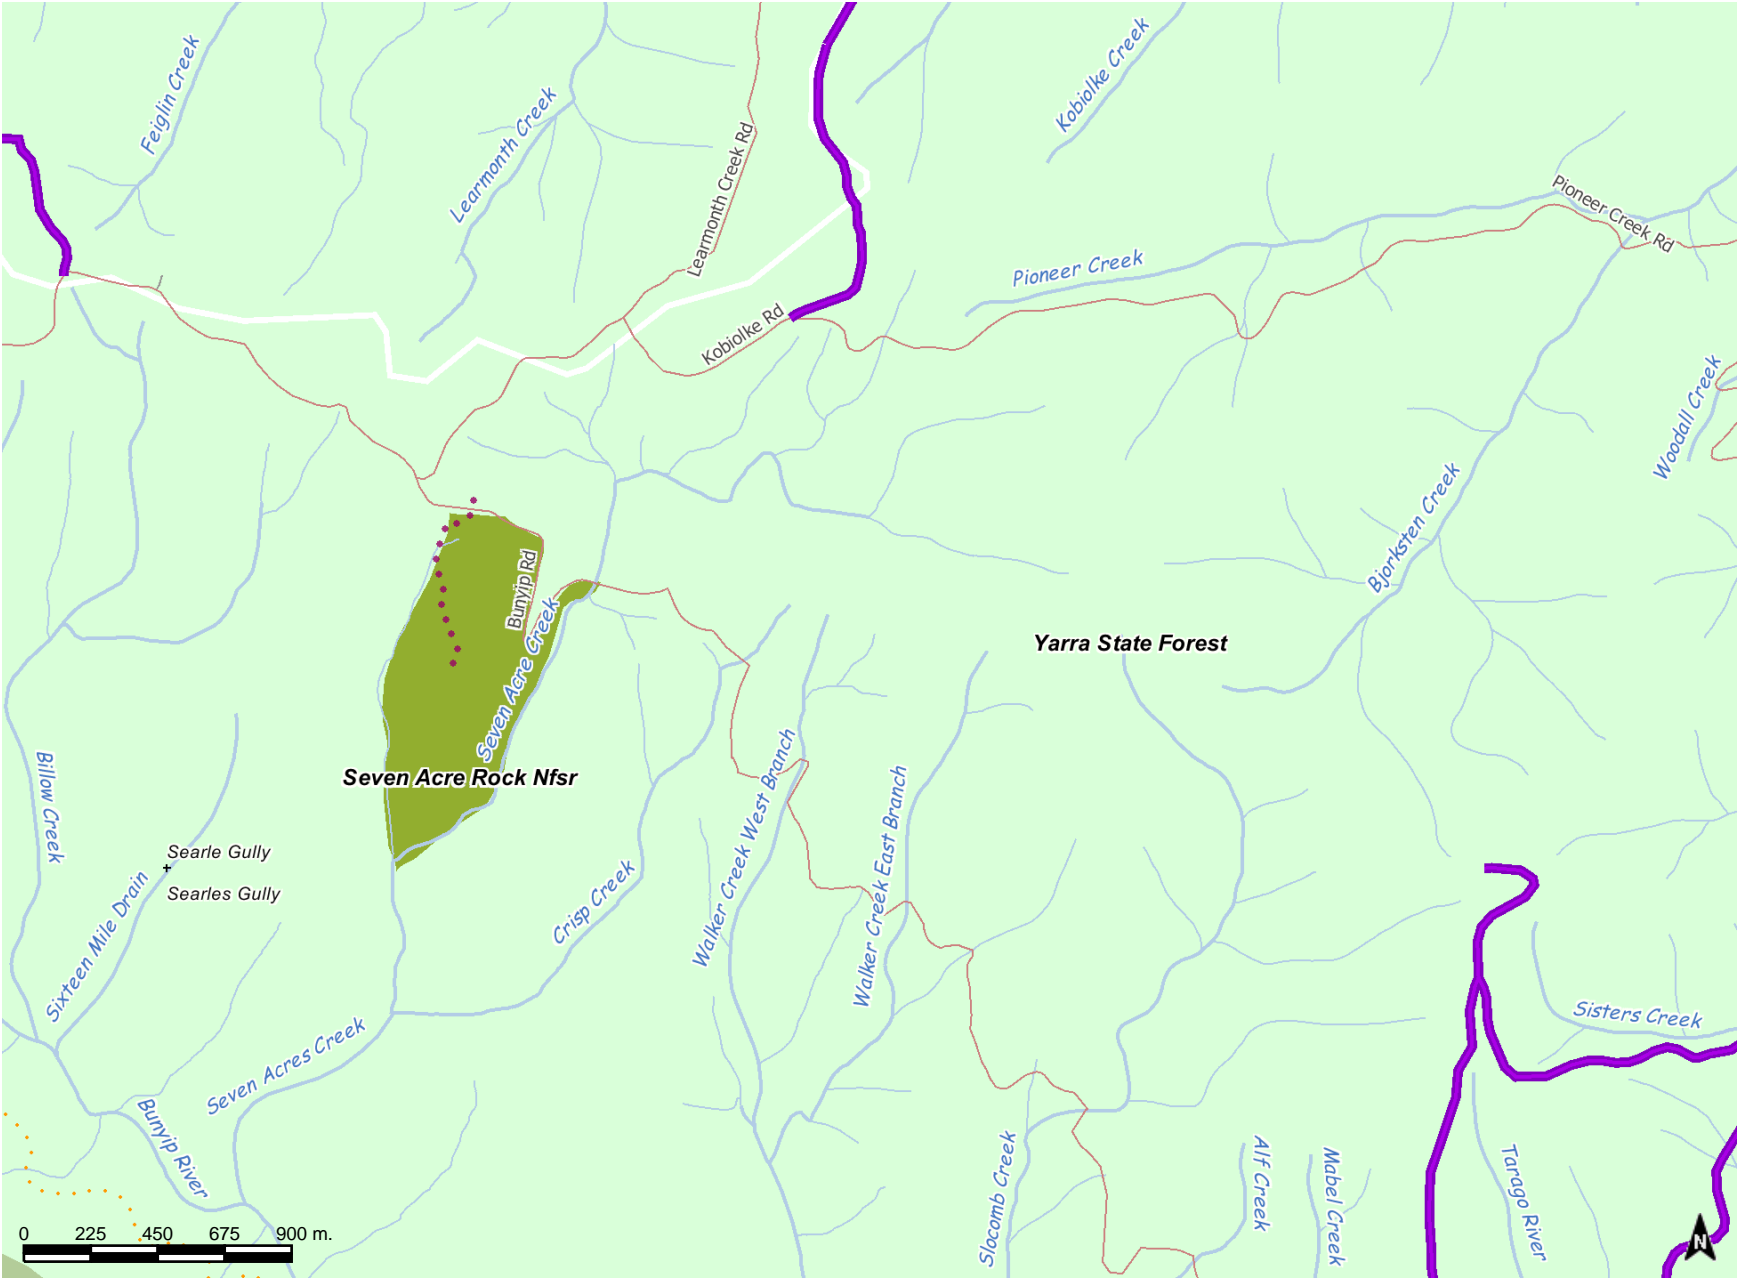 Feiglin Creek
Learmonth Creek
Learmonth Creek Rd
Kobiolke Creek
Pioneer Creek Rd
Pioneer Creek
Kobiolke Rd
Woodall Creek
Bjorksten Creek
Bunyip Rd
Seven Acre Creek
Yarra State Forest
Seven Acre Rock Nfsr
Billow Creek
Searle Gully
Searles Gully
Sixteen Mile Drain
Crisp Creek
Walker Creek West Branch
Walker Creek East Branch
Sisters Creek
Seven Acres Creek
Bunyip River
Slocomb Creek
Alf Creek
Mabel Creek
Tarago River
0 225 450 675 900 m.
N